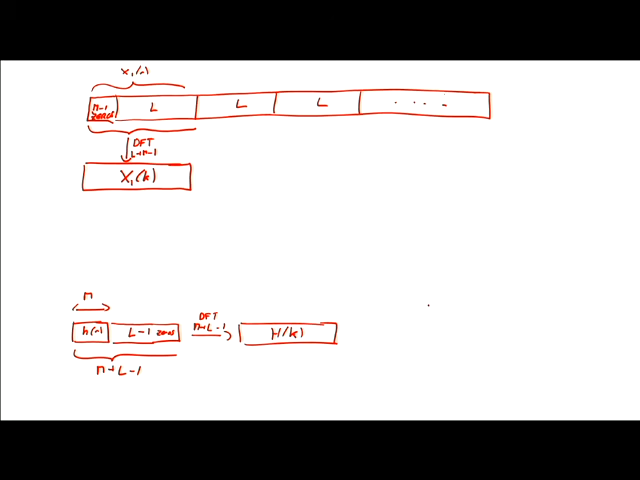 x₁(n)
M-1 L L L ....
zeros
DFT
L+M-1
X₁(k)
M
h(n) L-1 zeros DFT H(k)
M+L-1
M+L-1